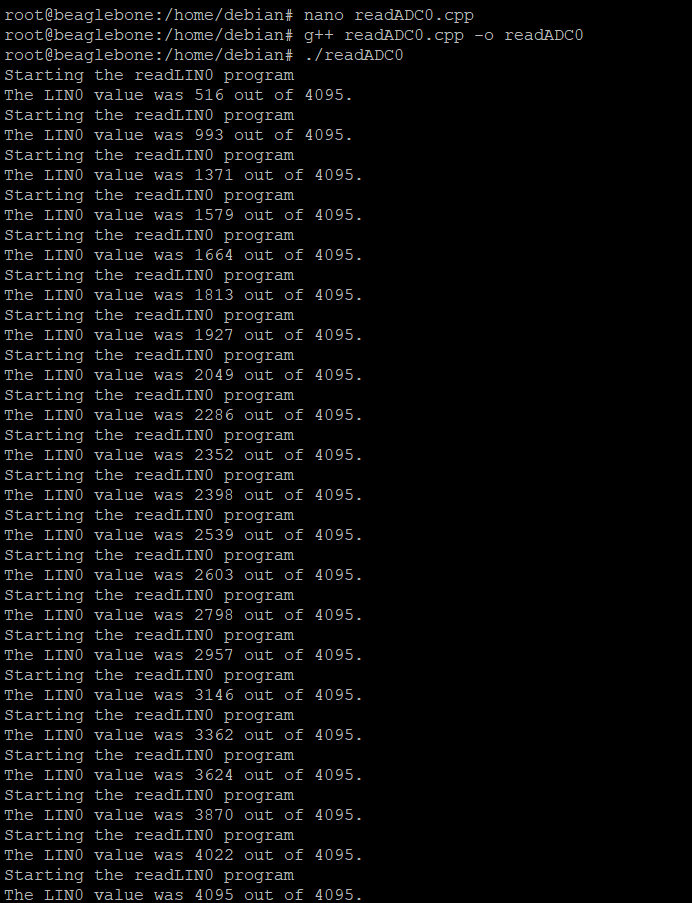 root@beaglebone:/home/debian# nano readADC0.cpp
root@beaglebone:/home/debian# g++ readADC0.cpp -o readADC0
root@beaglebone:/home/debian# ./readADC0
Starting the readLIN0 program
The LIN0 value was 516 out of 4095.
Starting the readLIN0 program
The LIN0 value was 993 out of 4095.
Starting the readLIN0 program
The LIN0 value was 1371 out of 4095.
Starting the readLIN0 program
The LIN0 value was 1579 out of 4095.
Starting the readLIN0 program
The LIN0 value was 1664 out of 4095.
Starting the readLIN0 program
The LIN0 value was 1813 out of 4095.
Starting the readLIN0 program
The LIN0 value was 1927 out of 4095.
Starting the readLIN0 program
The LIN0 value was 2049 out of 4095.
Starting the readLIN0 program
The LIN0 value was 2286 out of 4095.
Starting the readLIN0 program
The LIN0 value was 2352 out of 4095.
Starting the readLIN0 program
The LIN0 value was 2398 out of 4095.
Starting the readLIN0 program
The LIN0 value was 2539 out of 4095.
Starting the readLIN0 program
The LIN0 value was 2603 out of 4095.
Starting the readLIN0 program
The LIN0 value was 2798 out of 4095.
Starting the readLIN0 program
The LIN0 value was 2957 out of 4095.
Starting the readLIN0 program
The LIN0 value was 3146 out of 4095.
Starting the readLIN0 program
The LIN0 value was 3362 out of 4095.
Starting the readLIN0 program
The LIN0 value was 3624 out of 4095.
Starting the readLIN0 program
The LIN0 value was 3870 out of 4095.
Starting the readLIN0 program
The LIN0 value was 4022 out of 4095.
Starting the readLIN0 program
The LIN0 value was 4095 out of 4095.